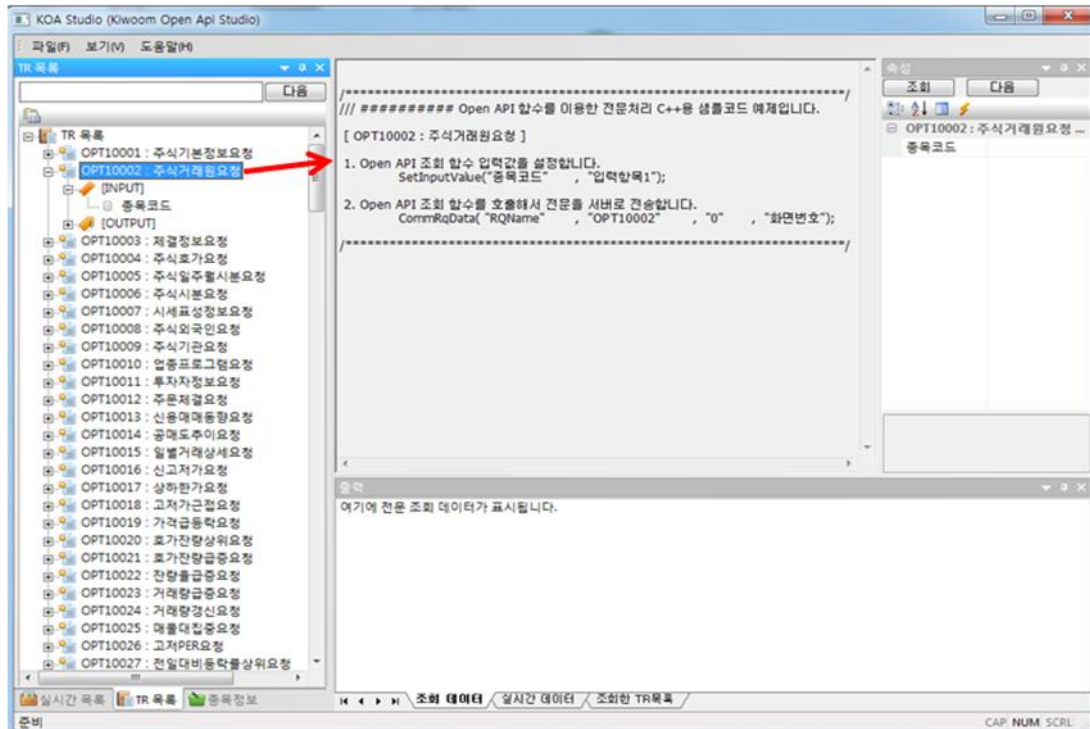 KOA Studio (Kiwoom Open Api Studio)
파일(F) 보기(V) 도움말(H)
TR 목록
다음
TR 목록
OPT10001 : 주식기본정보요청
OPT10002 : 주식거래원요청
[INPUT]
종목코드
[OUTPUT]
OPT10003 : 체결정보요청
OPT10004 : 주식호가요청
OPT10005 : 주식일주월시분요청
OPT10006 : 주식시분요청
OPT10007 : 시세표성정보요청
OPT10008 : 주식외국인요청
OPT10009 : 주식기관요청
OPT10010 : 업종프로그램요청
OPT10011 : 투자자정보요청
OPT10012 : 주문체결요청
OPT10013 : 신용매매동향요청
OPT10014 : 공매도추이요청
OPT10015 : 일별거래상세요청
OPT10016 : 신고저가요청
OPT10017 : 상하한가요청
OPT10018 : 고저가근접요청
OPT10019 : 가격급등락요청
OPT10020 : 호가잔량상위요청
OPT10021 : 호가잔량급증요청
OPT10022 : 잔량율급증요청
OPT10023 : 거래량급증요청
OPT10024 : 거래량갱신요청
OPT10025 : 매물대집중요청
OPT10026 : 고저PER요청
OPT10027 : 전일대비등락률상위요청
실시간 목록 TR 목록 종목정보
/********************************************************************/
/// ########## Open API 함수를 이용한 전문처리 C++용 샘플코드 예제입니다.
[ OPT10002 : 주식거래원요청 ]
1. Open API 조회 함수 입력값을 설정합니다.
SetInputValue("종목코드" , "입력항목1");
2. Open API 조회 함수를 호출해서 전문을 서버로 전송합니다.
CommRqData( "RQName" , "OPT10002" , "0" , "화면번호");
/********************************************************************/
속성
조회 다음
OPT10002 : 주식거래원요청 ...
종목코드
출력
여기에 전문 조회 데이터가 표시됩니다.
조회 데이터 실시간 데이터 조회한 TR목록
준비
CAP NUM SCRL